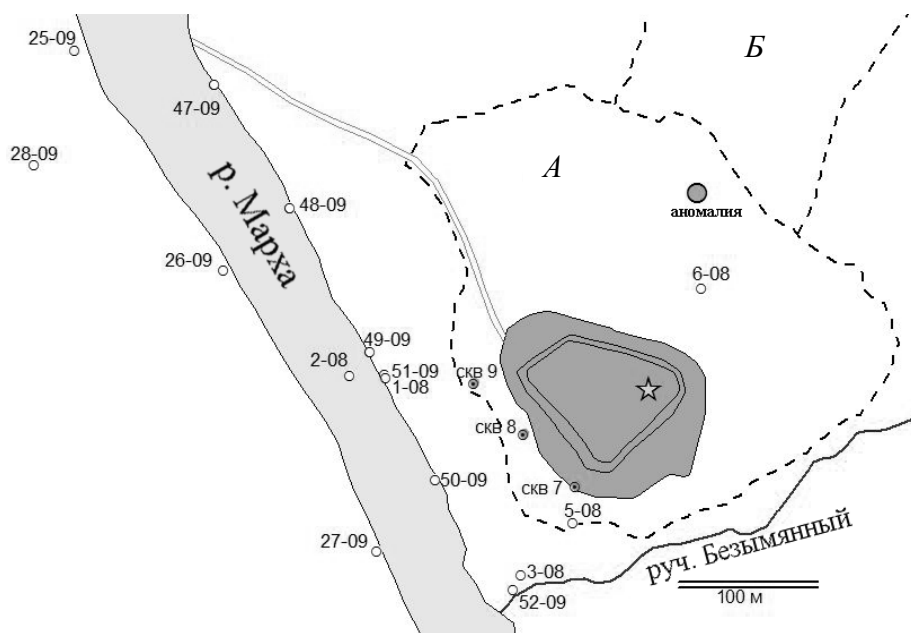 25-09
Б
47-09
А
28-09
р. Марха
48-09
аномалия
26-09
6-08
49-09
2-08
51-09
скв 9
1-08
скв 8
50-09
скв 7
5-08
27-09
руч. Безымянный
3-08
52-09
100 м